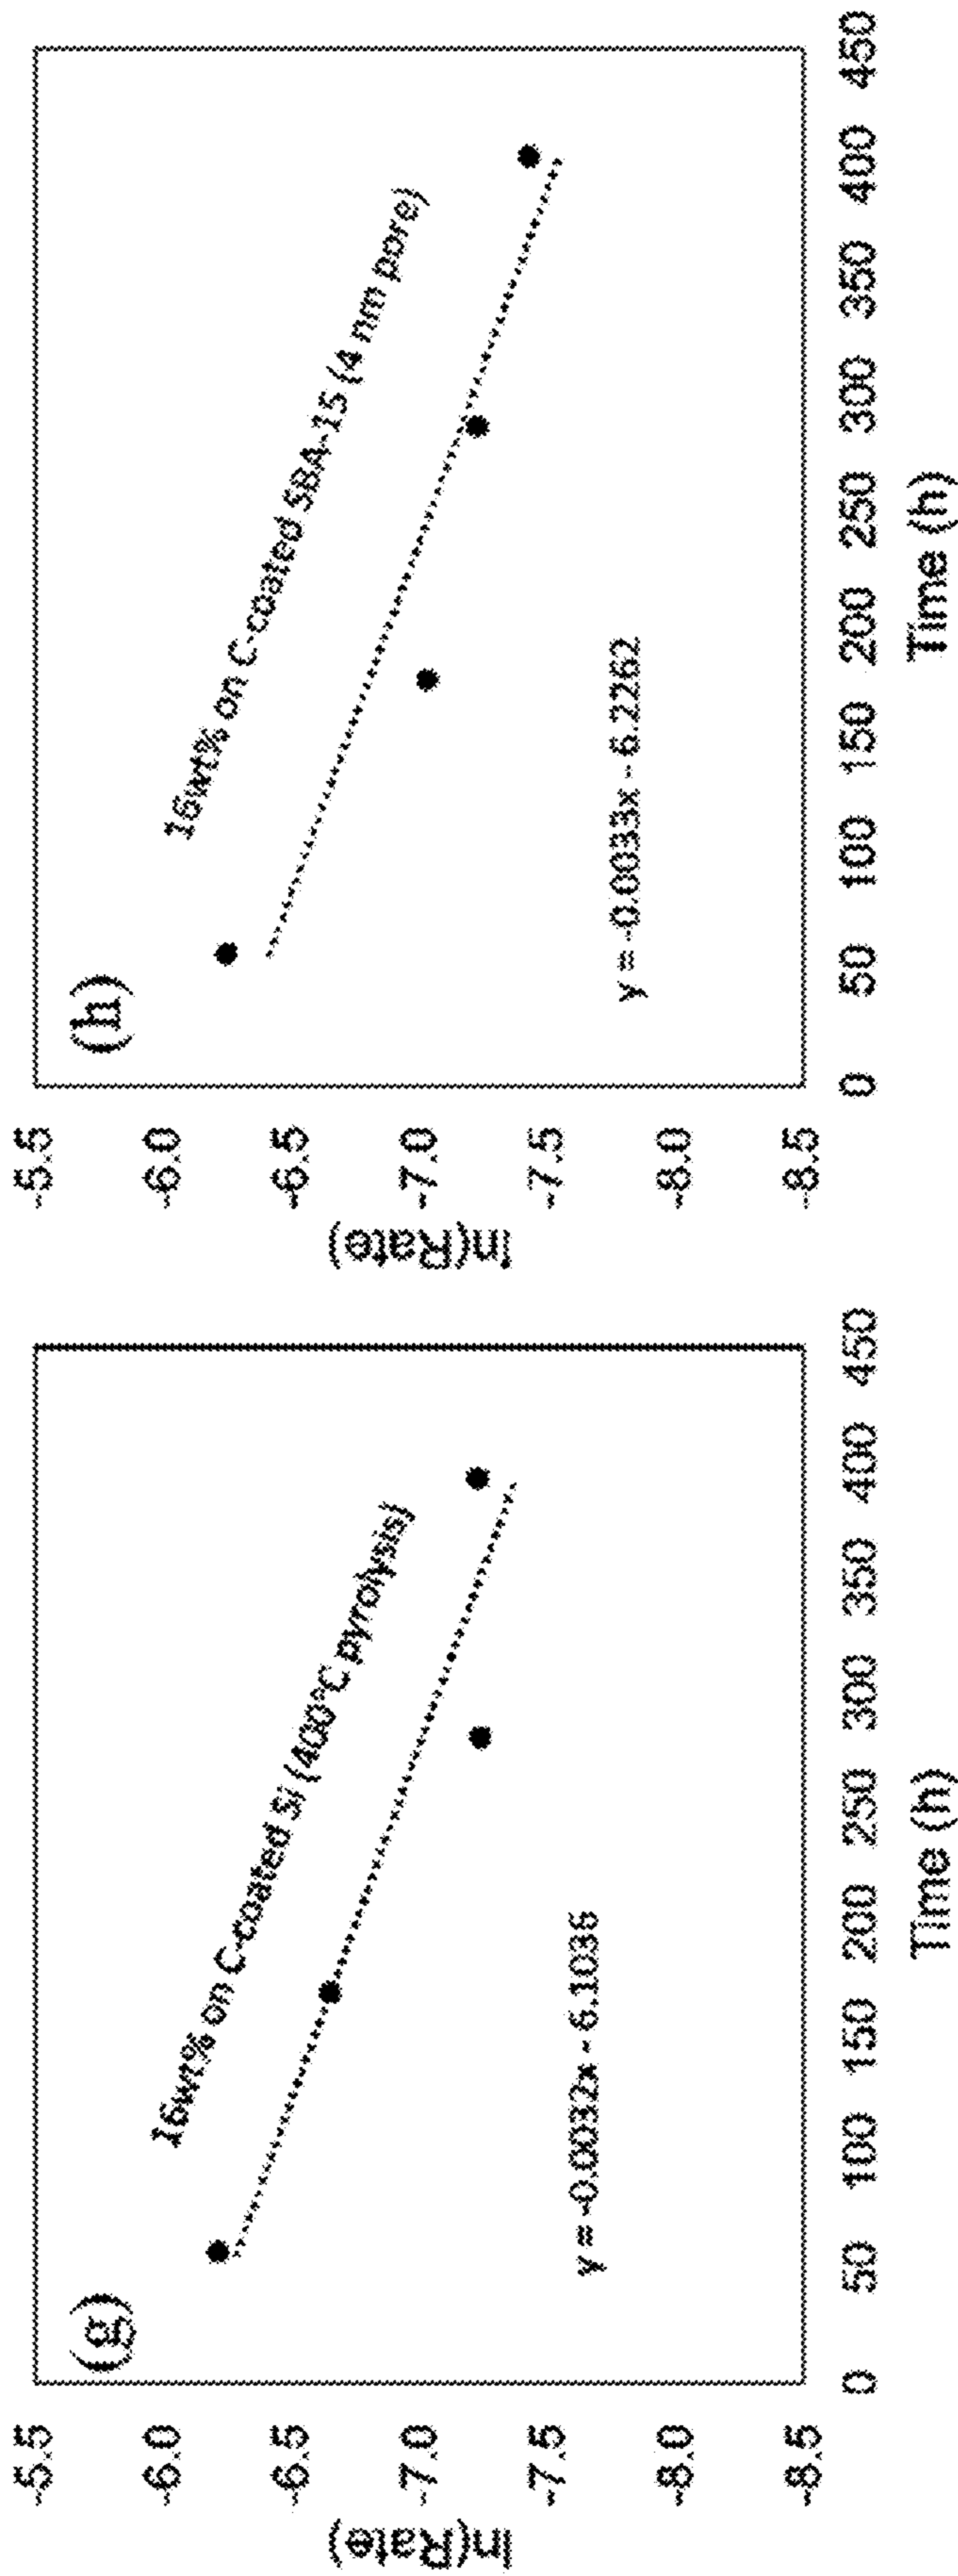 (g)
16wt% on C-coated Si (400°C pyrolysis)
y = -0.0032x - 6.1036
ln(Rate)
-5.5
-6.0
-6.5
-7.0
-7.5
-8.0
-8.5
0 50 100 150 200 250 300 350 400 450
Time (h)
(h)
16wt% on C-coated SBA-15 (4 nm pore)
y = -0.0033x - 6.2262
ln(Rate)
-5.5
-6.0
-6.5
-7.0
-7.5
-8.0
-8.5
0 50 100 150 200 250 300 350 400 450
Time (h)